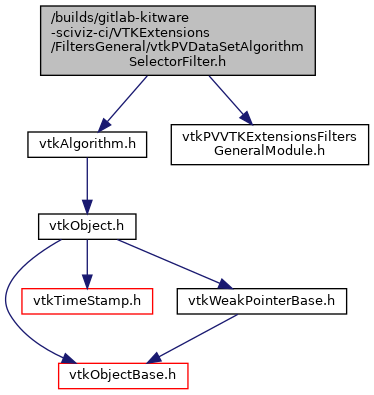 /builds/gitlab-kitware
-sciviz-ci/VTKExtensions
/FiltersGeneral/vtkPVDataSetAlgorithm
SelectorFilter.h
vtkAlgorithm.h
vtkPVVTKExtensionsFilters
GeneralModule.h
vtkObject.h
vtkTimeStamp.h
vtkWeakPointerBase.h
vtkObjectBase.h